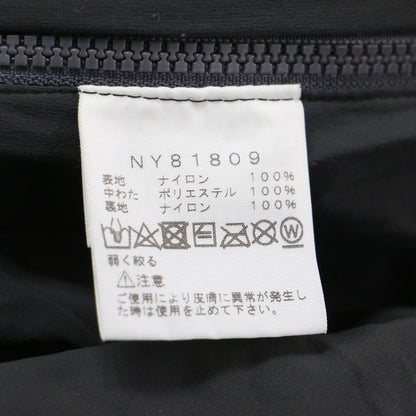 NY81809
表地 ナイロン 100%
中わた ポリエステル 100%
裏地 ナイロン 100%
弱く絞る
⚠注意
ご使用により皮膚に異常が発生し
た時は使用を止めて下さい。